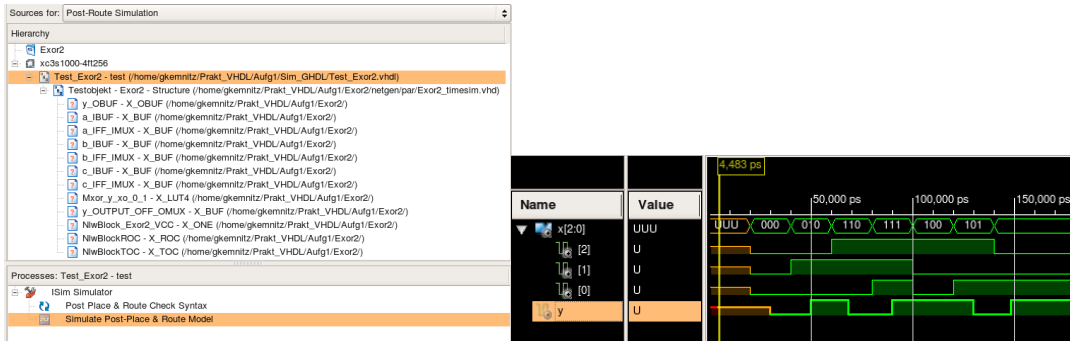 Sources for: Post-Route Simulation
Hierarchy
Exor2
xc3s1000-4ft256
Test_Exor2 - test (/home/gkemnitz/Prakt_VHDL/Aufg1/Sim_GHDL/Test_Exor2.vhdl)
Testobjekt - Exor2 - Structure (/home/gkemnitz/Prakt_VHDL/Aufg1/Exor2/netgen/par/Exor2_timesim.vhd)
y_OBUF - X_OBUF (/home/gkemnitz/Prakt_VHDL/Aufg1/Exor2/)
a_IBUF - X_BUF (/home/gkemnitz/Prakt_VHDL/Aufg1/Exor2/)
a_IFF_IMUX - X_BUF (/home/gkemnitz/Prakt_VHDL/Aufg1/Exor2/)
b_IBUF - X_BUF (/home/gkemnitz/Prakt_VHDL/Aufg1/Exor2/)
b_IFF_IMUX - X_BUF (/home/gkemnitz/Prakt_VHDL/Aufg1/Exor2/)
c_IBUF - X_BUF (/home/gkemnitz/Prakt_VHDL/Aufg1/Exor2/)
c_IFF_IMUX - X_BUF (/home/gkemnitz/Prakt_VHDL/Aufg1/Exor2/)
Mxor_y_xo_0_1 - X_LUT4 (/home/gkemnitz/Prakt_VHDL/Aufg1/Exor2/)
y_OUTPUT_OFF_OMUX - X_BUF (/home/gkemnitz/Prakt_VHDL/Aufg1/Exor2/)
NlwBlock_Exor2_VCC - X_ONE (/home/gkemnitz/Prakt_VHDL/Aufg1/Exor2/)
NlwBlockROC - X_ROC (/home/gkemnitz/Prakt_VHDL/Aufg1/Exor2/)
NlwBlockTOC - X_TOC (/home/gkemnitz/Prakt_VHDL/Aufg1/Exor2/)
Processes: Test_Exor2 - test
ISim Simulator
Post Place & Route Check Syntax
Simulate Post-Place & Route Model
4,483 ps
Name Value 50,000 ps 100,000 ps 150,000 ps
x[2:0] UUU UUU 000 010 110 111 100 101
[2] U
[1] U
[0] U
y U